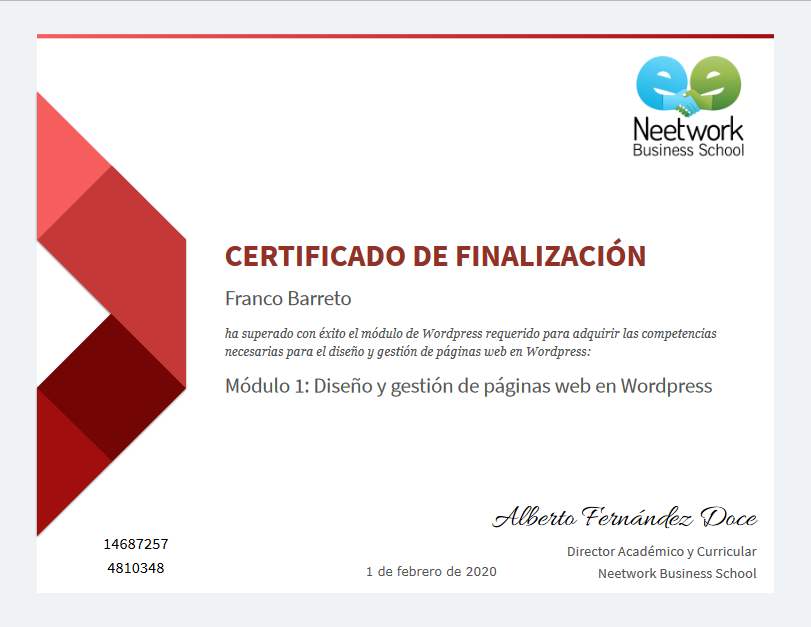 Neetwork
Business School
CERTIFICADO DE FINALIZACIÓN
Franco Barreto
ha superado con éxito el módulo de Wordpress requerido para adquirir las competencias
necesarias para el diseño y gestión de páginas web en Wordpress:
Módulo 1: Diseño y gestión de páginas web en Wordpress
Alberto Fernández Doce
Director Académico y Curricular
Neetwork Business School
14687257
4810348
1 de febrero de 2020